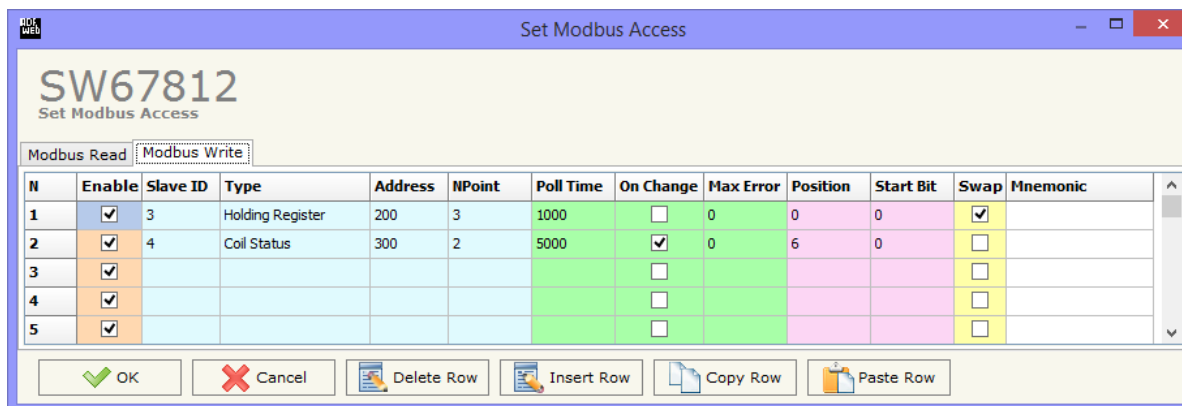 ADF
WEB
Set Modbus Access
SW67812
Set Modbus Access
Modbus Read Modbus Write
N Enable Slave ID Type Address NPoint Poll Time On Change Max Error Position Start Bit Swap Mnemonic
1 3 Holding Register 200 3 1000 0 0 0
2 4 Coil Status 300 2 5000 0 6 0
3
4
5
OK Cancel Delete Row Insert Row Copy Row Paste Row